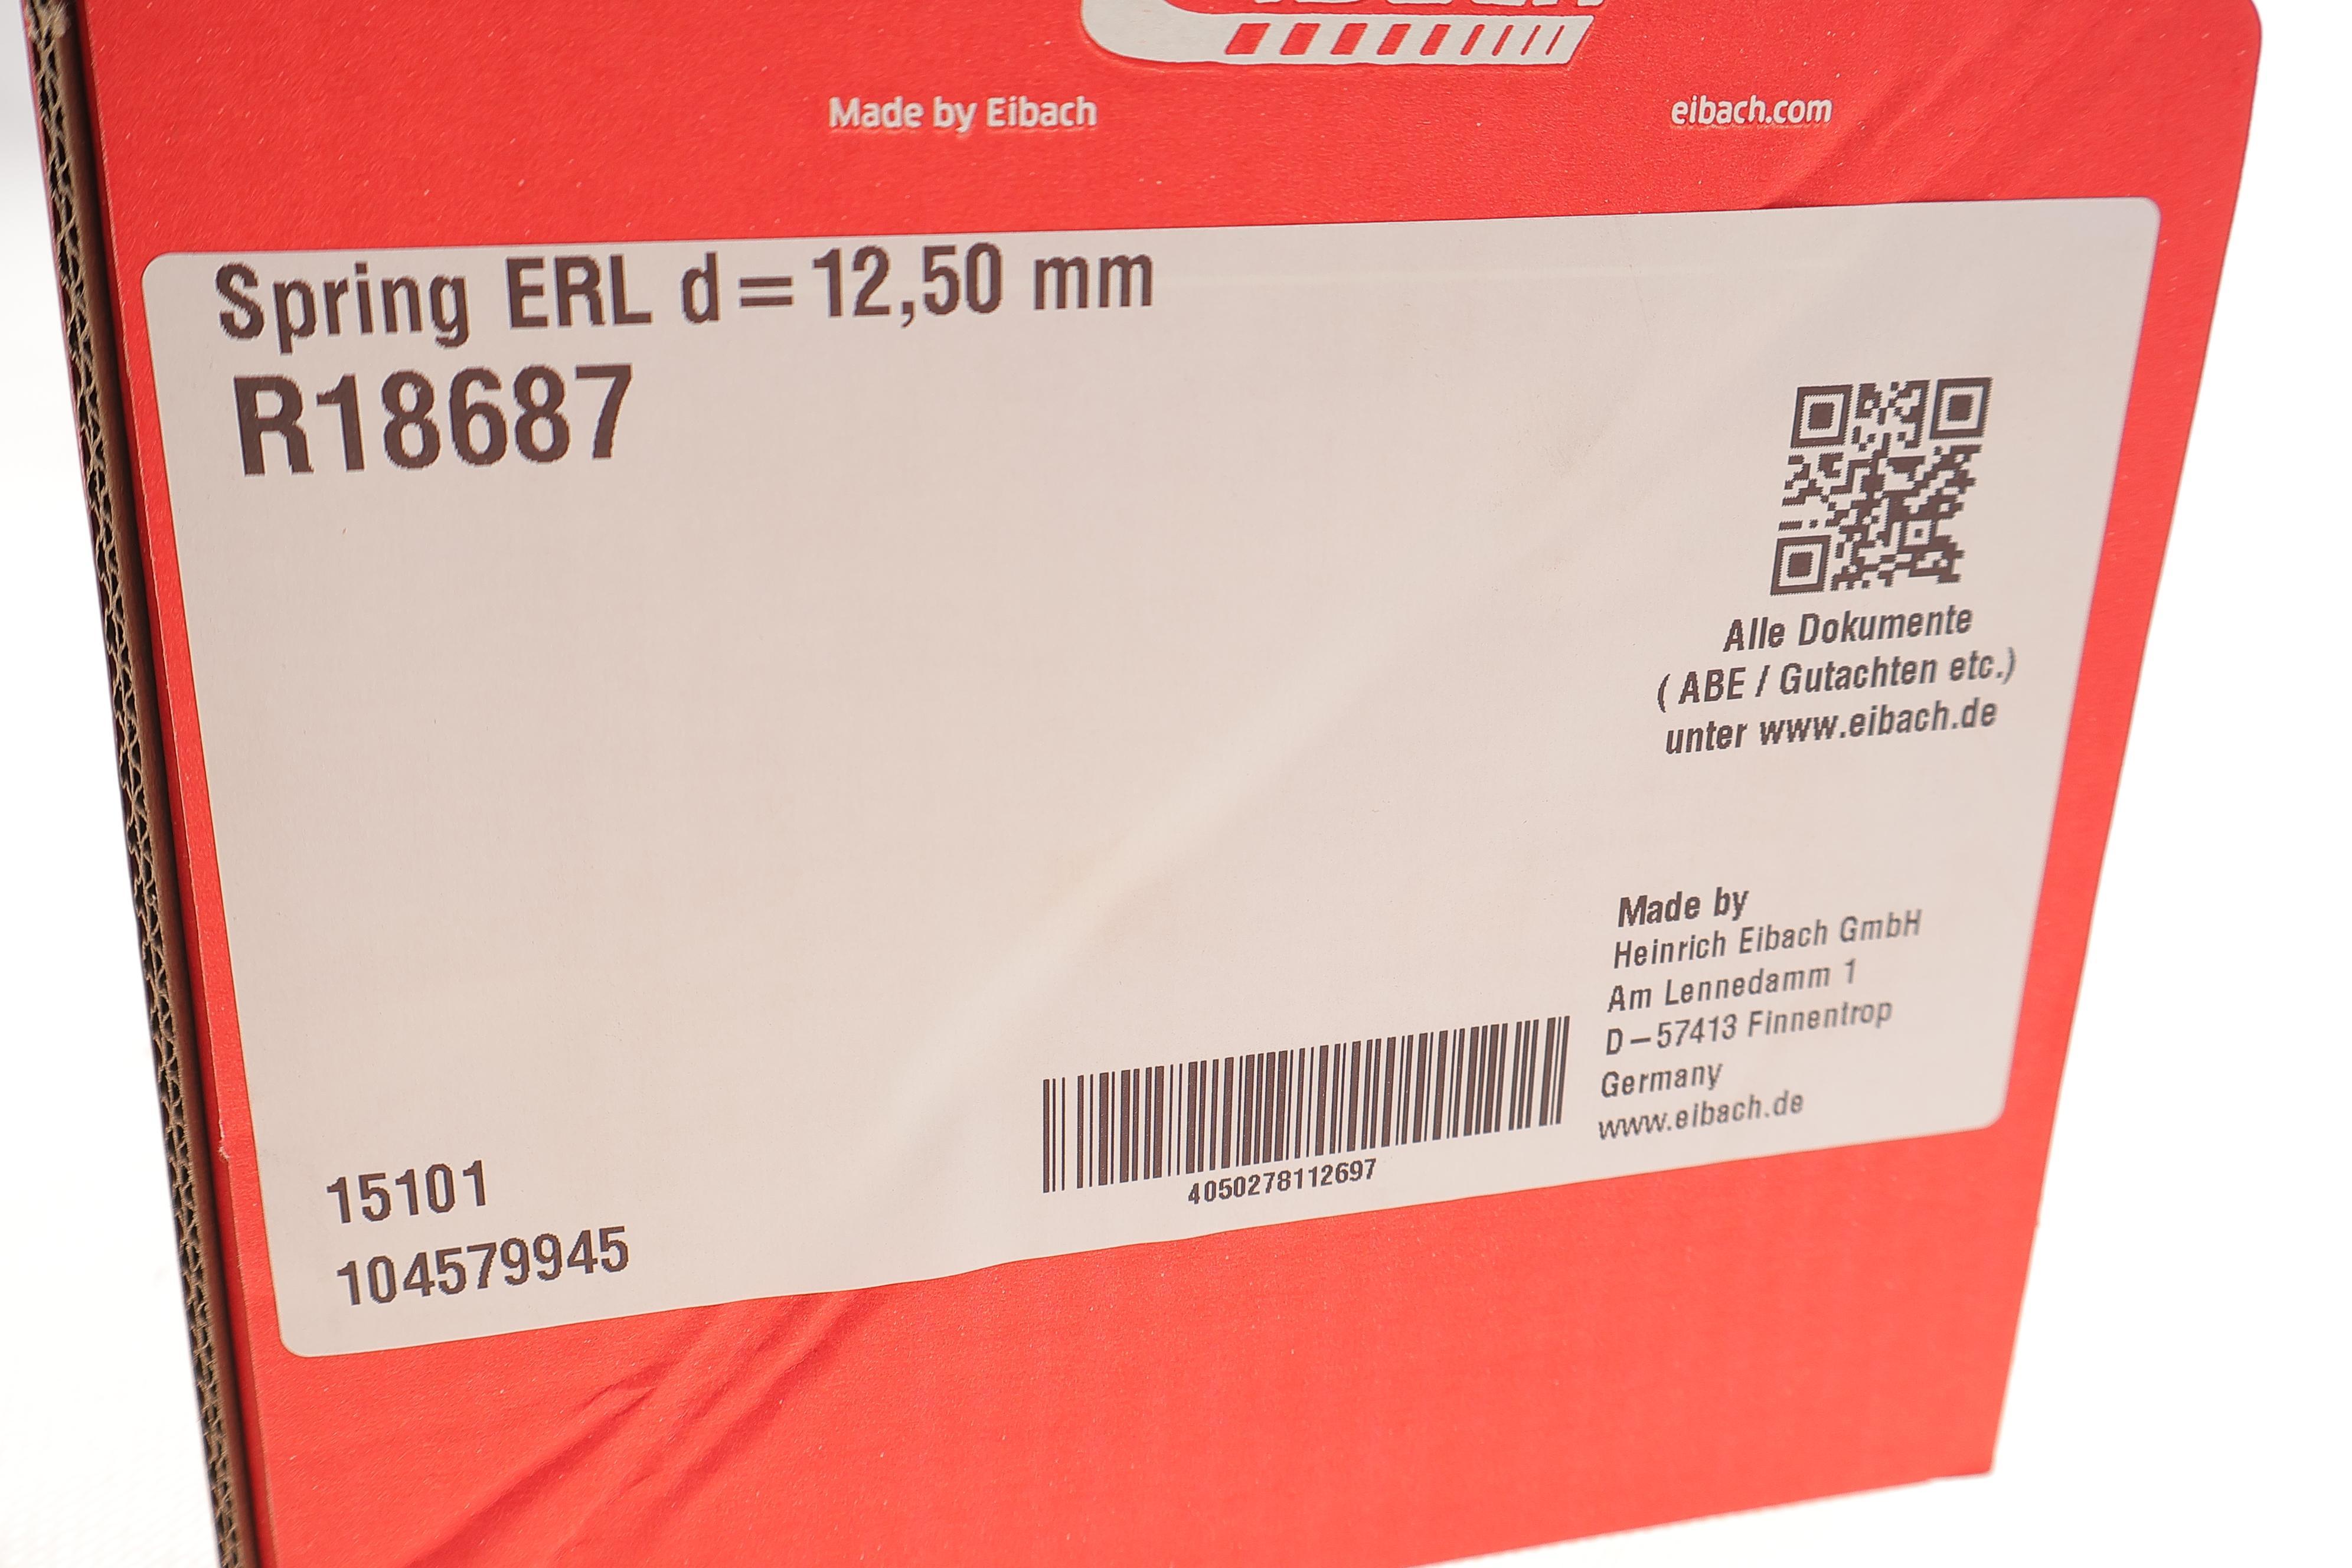 Made by Eibach
eibach.com
Spring ERL d=12,50 mm
R18687
Alle Dokumente
( ABE / Gutachten etc.)
unter www.eibach.de
Made by
Heinrich Eibach GmbH
Am Lennedamm 1
D-57413 Finnentrop
Germany
www.eibach.de
4050278112697
15101
104579945